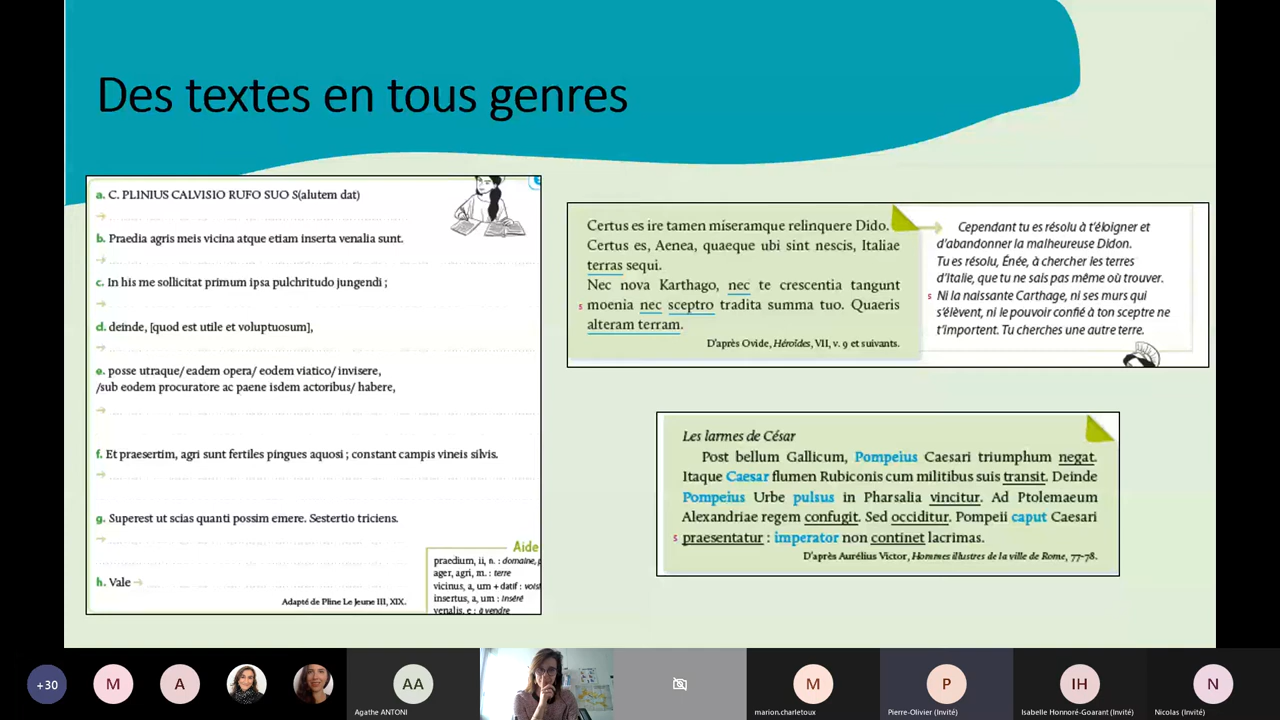 Des textes en tous genres
a. C. PLINIUS CALVISIO RUFO SUO S(alutem dat)
→
b. Praedia agris meis vicina atque etiam inserta venalia sunt.
→
c. In his me sollicitat primum ipsa pulchritudo jungendi ;
→
d. deinde, [quod est utile et voluptuosum],
→
e. posse utraque/ eadem opera/ eodem viatico/ invisere,
/sub eodem procuratore ac paene isdem actoribus/ habere,
→
f. Et praesertim, agri sunt fertiles pingues aquosi ; constant campis vineis silvis.
→
g. Superest ut scias quanti possim emere. Sestertio triciens.
→
h. Vale →
Adapté de Pline Le Jeune III, XIX.
Aide
praedium, ii, n. : domaine,
ager, agri, m. : terre
vicinus, a, um + datif :
insertus, a, um : inséré
venalis, e : à vendre
Certus es ire tamen miseramque relinquere Dido.
Certus es, Aenea, quaeque ubi sint nescis, Italiae
terras sequi.
Nec nova Karthago, nec te crescentia tangunt
5 moenia nec sceptro tradita summa tuo. Quaeris
alteram terram.
D'après Ovide, Héroïdes, VII, v. 9 et suivants.
Cependant tu es résolu à t'éloigner et
d'abandonner la malheureuse Didon.
Tu es résolu, Énée, à chercher les terres
d'Italie, que tu ne sais pas même où trouver.
5 Ni la naissante Carthage, ni ses murs qui
s'élèvent, ni le pouvoir confié à ton sceptre ne
t'importent. Tu cherches une autre terre.
Les larmes de César
Post bellum Gallicum, Pompeius Caesari triumphum negat.
Itaque Caesar flumen Rubiconis cum militibus suis transit. Deinde
Pompeius Urbe pulsus in Pharsalia vincitur. Ad Ptolemaeum
Alexandriae regem confugit. Sed occiditur. Pompeii caput Caesari
5 praesentatur : imperator non continet lacrimas.
D'après Aurélius Victor, Hommes illustres de la ville de Rome, 77-78.
+30
M
A
AA
Agathe ANTONI
M
marion.charletoux
P
Pierre-Olivier (Invité)
IH
Isabelle Honnoré-Goarant (Invité)
N
Nicolas (Invité)